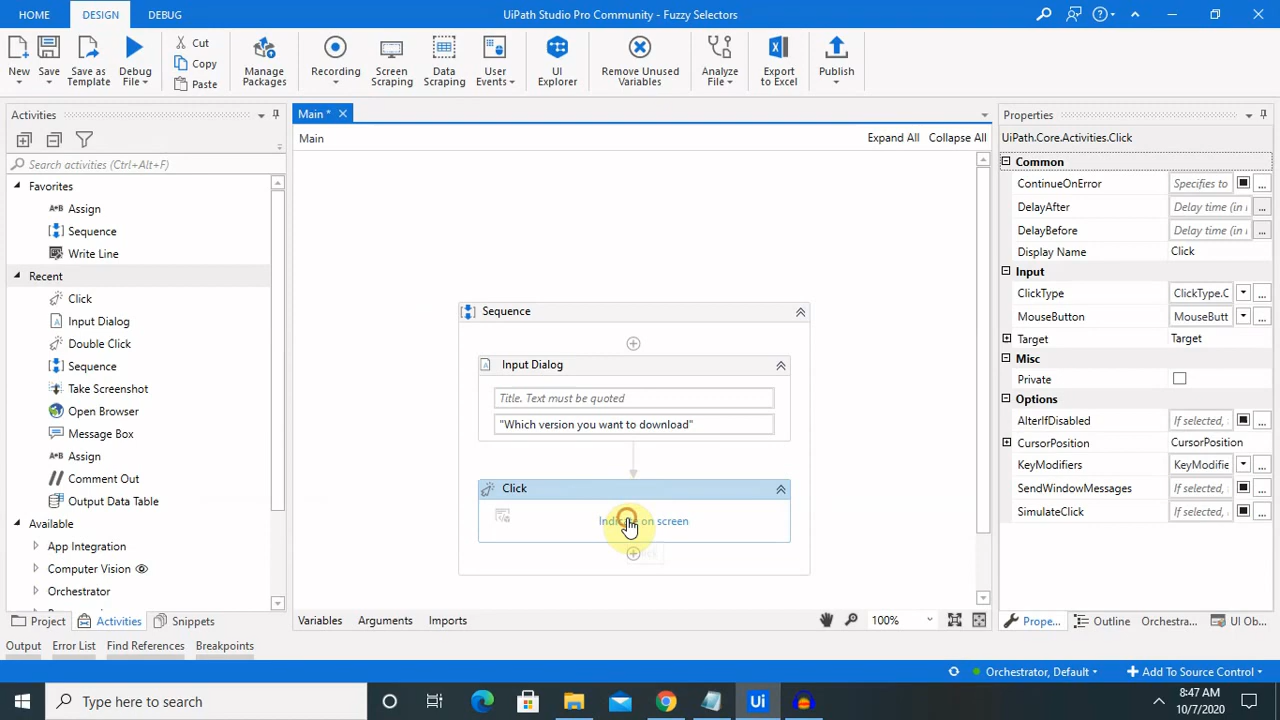 HOME DESIGN DEBUG UiPath Studio Pro Community - Fuzzy Selectors
New Save Save as Template Debug File Cut Copy Paste Manage Packages Recording Screen Scraping Data Scraping User Events UI Explorer Remove Unused Variables Analyze File Export to Excel Publish
Activities
Search activities (Ctrl+Alt+F)
Favorites
Assign
Sequence
Write Line
Recent
Click
Input Dialog
Double Click
Sequence
Take Screenshot
Open Browser
Message Box
Assign
Comment Out
Output Data Table
Available
App Integration
Computer Vision
Orchestrator
Project Activities Snippets
Main *
Main Expand All Collapse All
Sequence
Input Dialog
Title. Text must be quoted
"Which version you want to download"
Click
Indicate on screen
Variables Arguments Imports 100%
Properties
UiPath.Core.Activities.Click
Common
ContinueOnError Specifies to ...
DelayAfter Delay time (in ...
DelayBefore Delay time (in ...
Display Name Click
Input
ClickType ClickType.C ...
MouseButton MouseButt ...
Target Target
Misc
Private
Options
AlterIfDisabled If selected, ...
CursorPosition CursorPosition
KeyModifiers KeyModifie ...
SendWindowMessages If selected, ...
SimulateClick If selected, ...
Prope... Outline Orchestra... UI Ob...
Output Error List Find References Breakpoints
Orchestrator, Default Add To Source Control
Type here to search
Ui
8:47 AM
10/7/2020